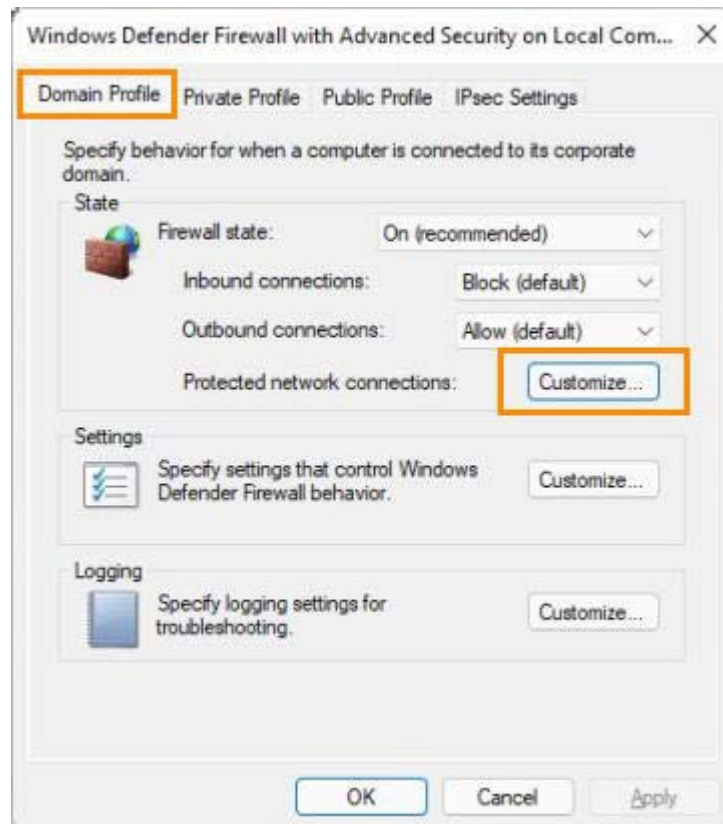 Windows Defender Firewall with Advanced Security on Local Com...
Domain Profile Private Profile Public Profile IPsec Settings
Specify behavior for when a computer is connected to its corporate
domain.
State
Firewall state: On (recommended)
Inbound connections: Block (default)
Outbound connections: Allow (default)
Protected network connections: Customize...
Settings
Specify settings that control Windows
Defender Firewall behavior.
Customize...
Logging
Specify logging settings for
troubleshooting.
Customize...
OK Cancel Apply